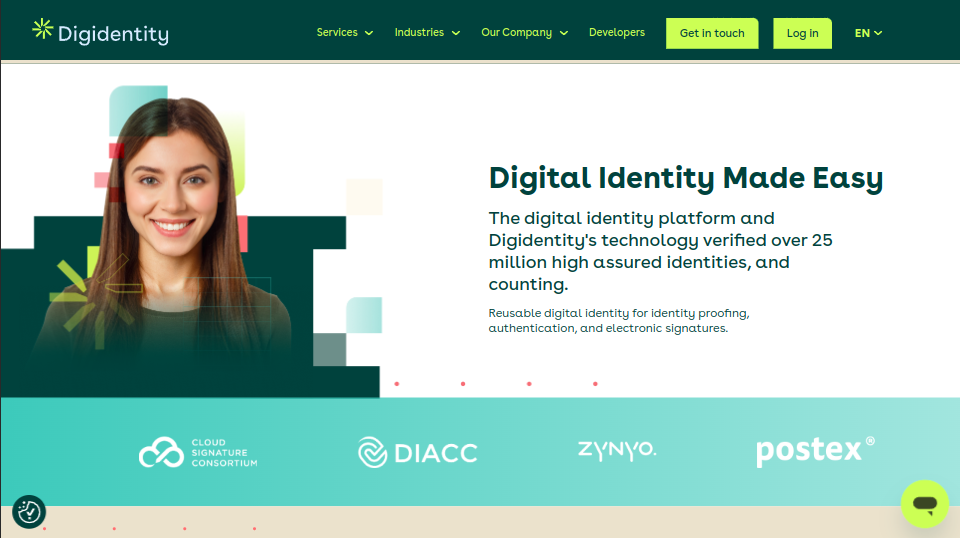 Digidentity
Services
Industries
Our Company
Developers
Get in touch
Log in
EN
Digital Identity Made Easy
The digital identity platform and
Digidentity's technology verified over 25
million high assured identities, and
counting.
Reusable digital identity for identity proofing,
authentication, and electronic signatures.
CLOUD
SIGNATURE
CONSORTIUM
DIACC
ZYNYO.
postex®